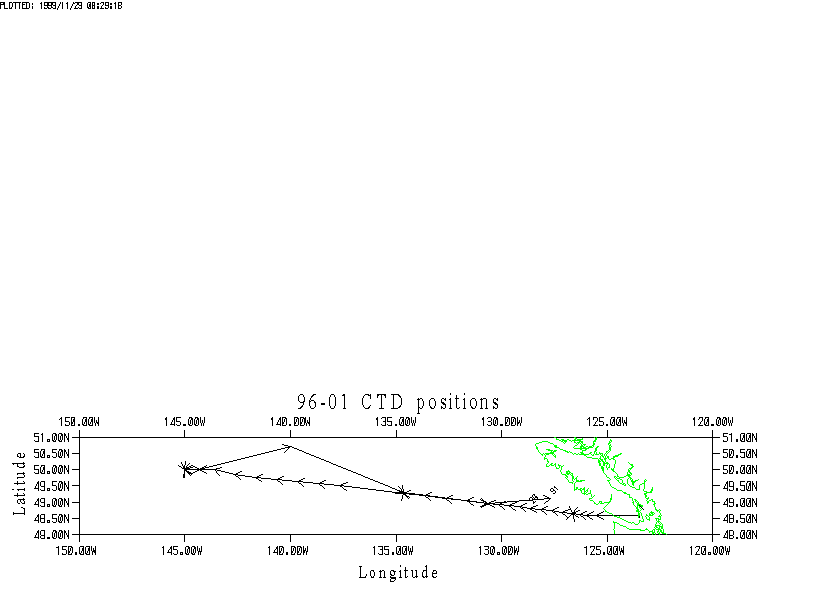 PLOTTED: 1999/11/23 08:29:18
96-01 CTD positions
150.00W 145.00W 140.00W 135.00W 130.00W 125.00W 120.00W
51.00N 51.00N
50.50N 50.50N
50.00N 50.00N
49.50N 49.50N
49.00N 49.00N
48.50N 48.50N
48.00N 48.00N
Latitude
150.00W 145.00W 140.00W 135.00W 130.00W 125.00W 120.00W
Longitude